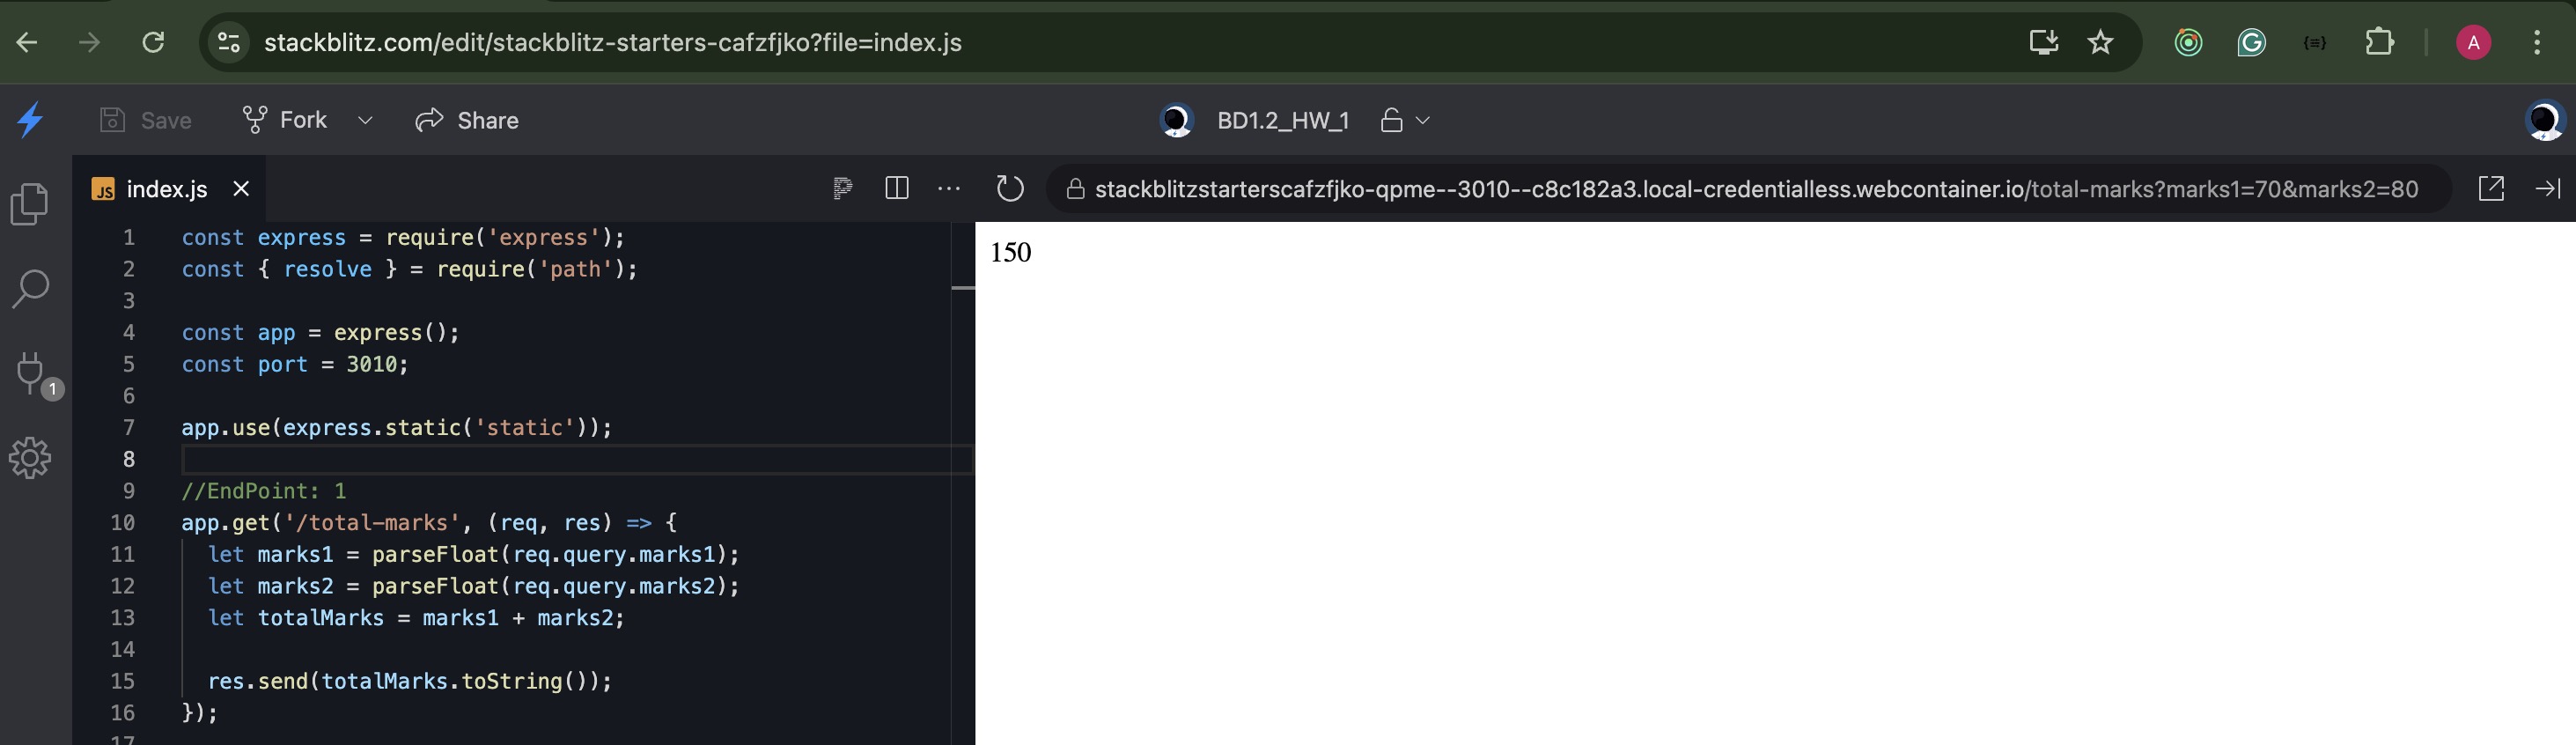 stackblitz.com/edit/stackblitz-starters-cafzfjko?file=index.js
A
Save
Fork
Share
BD1.2_HW_1
JS index.js
stackblitzstarterscafzfjko-qpme--3010--c8c182a3.local-credentialless.webcontainer.io/total-marks?marks1=70&marks2=80
1
1 const express = require('express');
2 const { resolve } = require('path');
3
4 const app = express();
5 const port = 3010;
6
7 app.use(express.static('static'));
8
9 //EndPoint: 1
10 app.get('/total-marks', (req, res) => {
11 let marks1 = parseFloat(req.query.marks1);
12 let marks2 = parseFloat(req.query.marks2);
13 let totalMarks = marks1 + marks2;
14
15 res.send(totalMarks.toString());
16 });
17
150